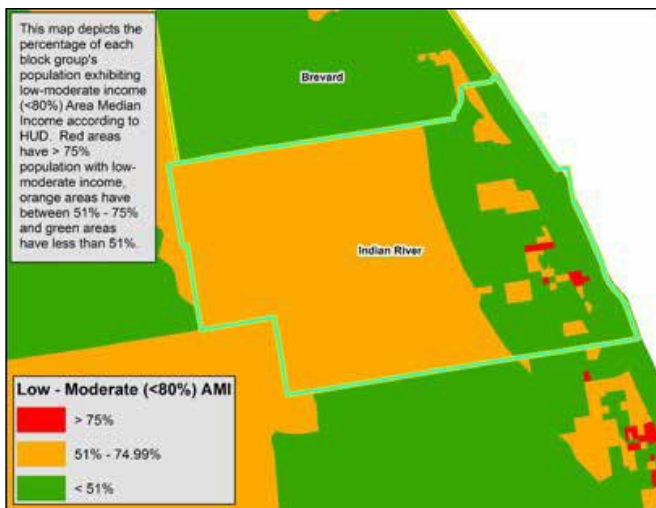 This map depicts the
percentage of each
block group's
population exhibiting
low-moderate income
(<80%) Area Median
Income according to
HUD. Red areas
have > 75%
population with low-
moderate income,
orange areas have
between 51% - 75%
and green areas
have less than 51%.
Brevard
Indian River
Low - Moderate (<80%) AMI
> 75%
51% - 74.99%
< 51%